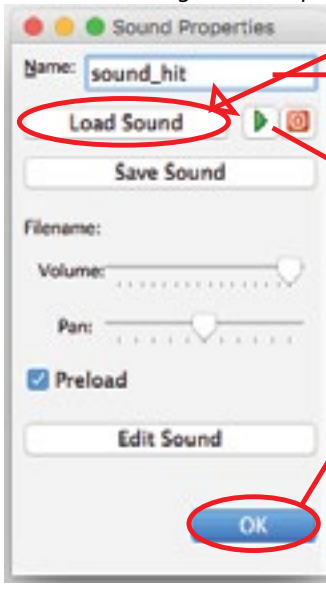 Sound Properties
Name: sound_hit
Load Sound
Save Sound
Filename:
Volume:
Pan:
Preload
Edit Sound
OK